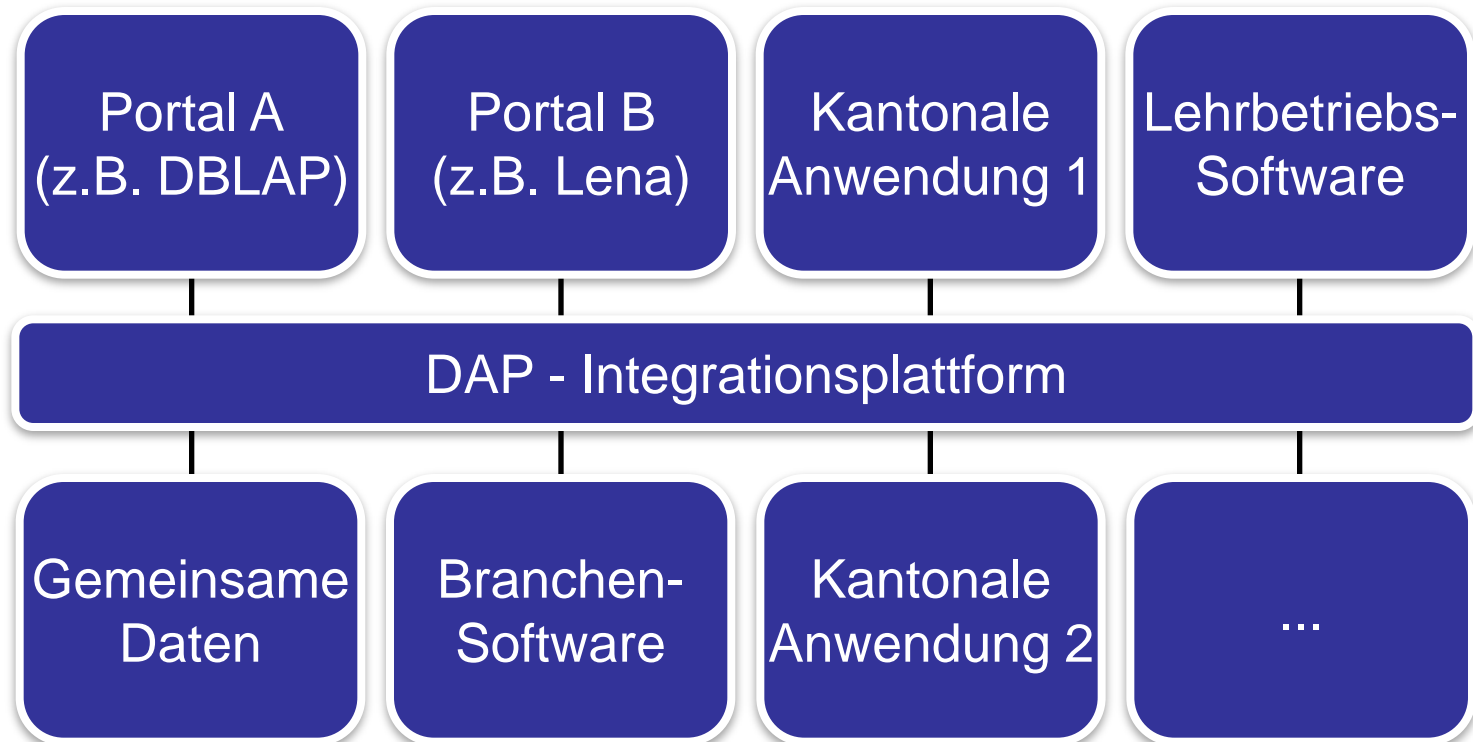 Portal A
(z.B. DBLAP)
Portal B
(z.B. Lena)
Kantonale
Anwendung 1
Lehrbetriebs-
Software
DAP - Integrationsplattform
Gemeinsame
Daten
Branchen-
Software
Kantonale
Anwendung 2
...